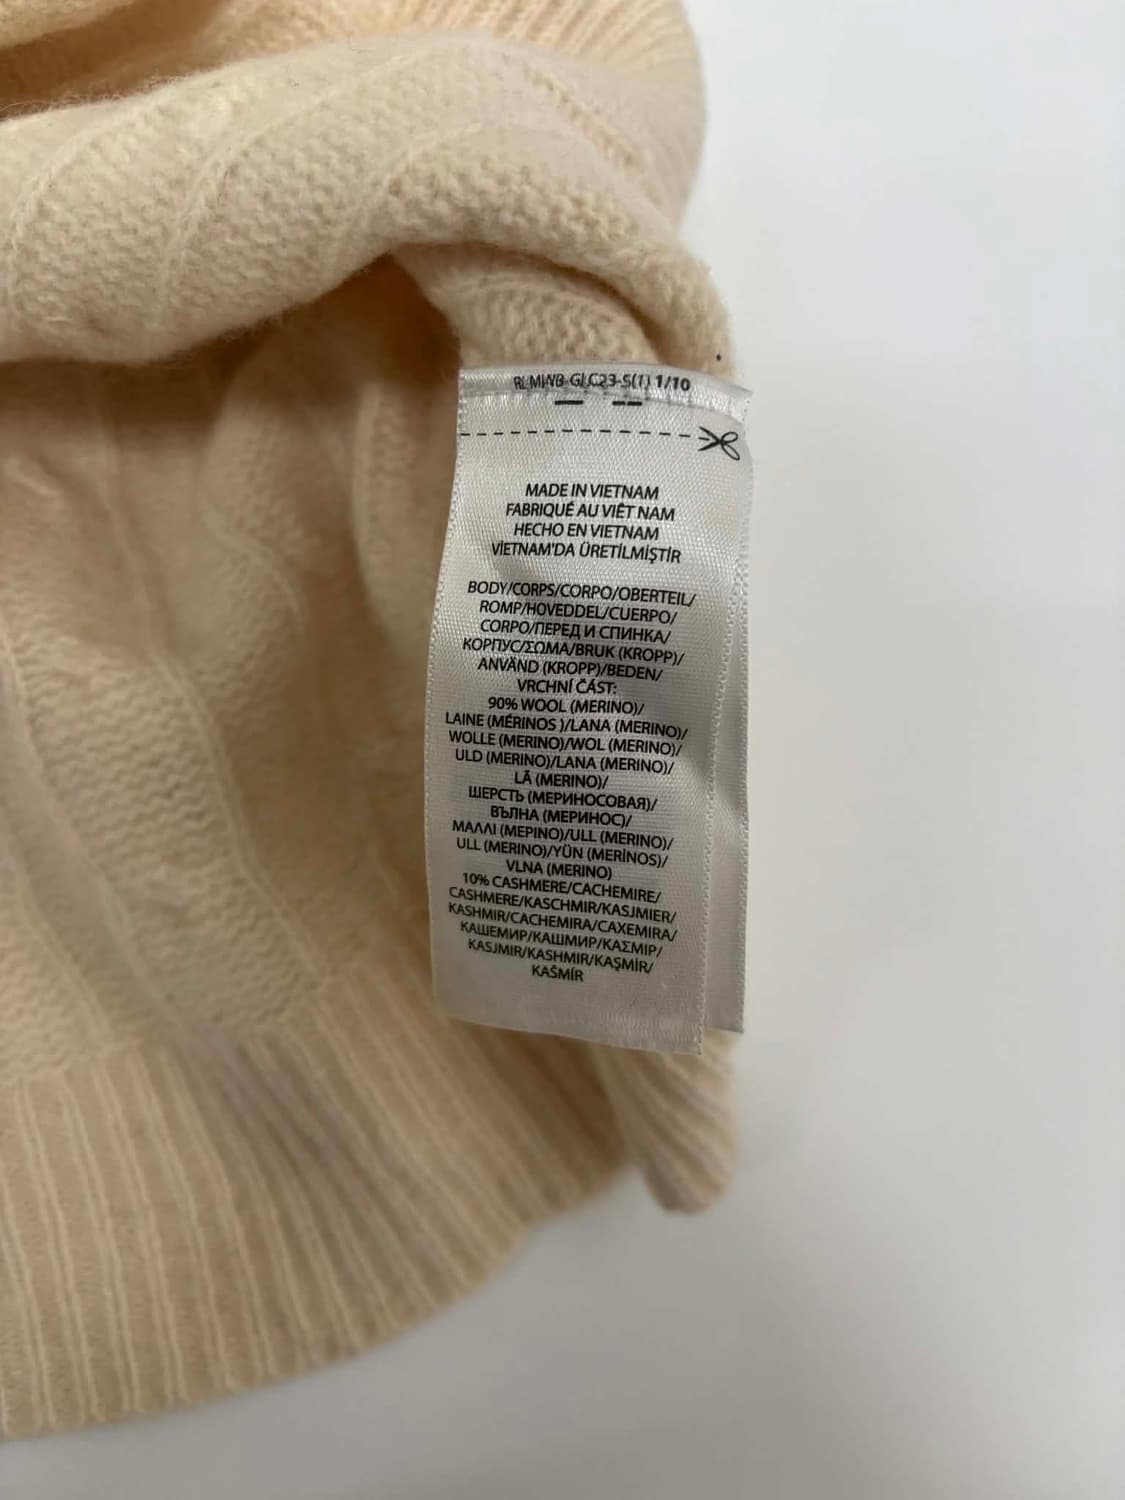 RL-MWB-GLC23-S(1) 1/10
MADE IN VIETNAM
FABRIQUÉ AU VIÊT NAM
HECHO EN VIETNAM
VİETNAM'DA ÜRETİLMİŞTİR
BODY/CORPS/CORPO/OBERTEIL/
ROMP/HOVEDDEL/CUERPO/
CORPO/ПЕРЕД И СПИНКА/
КОРПУС/ΣΩΜΑ/BRUK (KROPP)/
ANVÄND (KROPP)/BEDEN/
VRCHNÍ ČÁST:
90% WOOL (MERINO)/
LAINE (MÉRINOS )/LANA (MERINO)/
WOLLE (MERINO)/WOL (MERINO)/
ULD (MERINO)/LANA (MERINO)/
LÃ (MERINO)/
ШЕРСТЬ (МЕРИНОСОВАЯ)/
ВЪЛНА (МЕРИНОС)/
ΜΑΛΛΙ (ΜΕΡΙΝΟ)/ULL (MERINO)/
ULL (MERINO)/YÜN (MERİNOS)/
VLNA (MERINO)
10% CASHMERE/CACHEMIRE/
CASHMERE/KASCHMIR/KASJMIER/
KASHMIR/CACHEMIRA/CAXEMIRA/
КАШЕМИР/КАШМИР/ΚΑΣΜΙΡ/
KASJMIR/KASHMIR/KAŞMİR/
KAŠMÍR